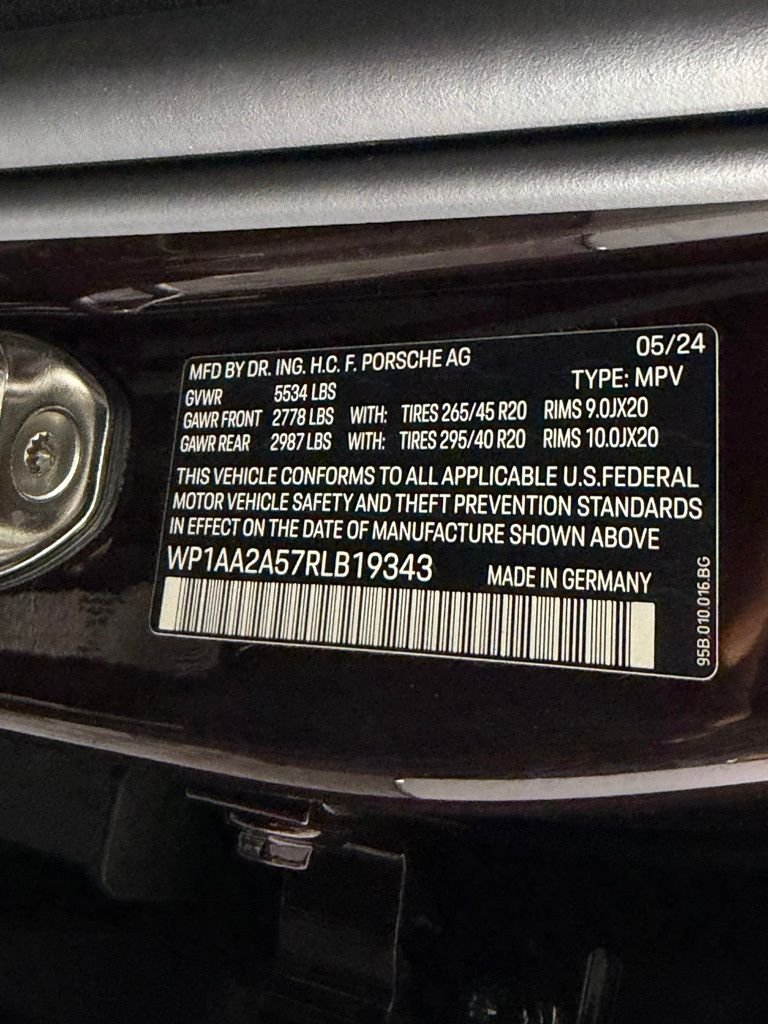 MFD BY DR. ING. H.C. F. PORSCHE AG 05/24
GVWR 5534 LBS TYPE: MPV
GAWR FRONT 2778 LBS WITH: TIRES 265/45 R20 RIMS 9.0JX20
GAWR REAR 2987 LBS WITH: TIRES 295/40 R20 RIMS 10.0JX20
THIS VEHICLE CONFORMS TO ALL APPLICABLE U.S.FEDERAL
MOTOR VEHICLE SAFETY AND THEFT PREVENTION STANDARDS
IN EFFECT ON THE DATE OF MANUFACTURE SHOWN ABOVE
WP1AA2A57RLB19343 MADE IN GERMANY
95B.010.016.BG